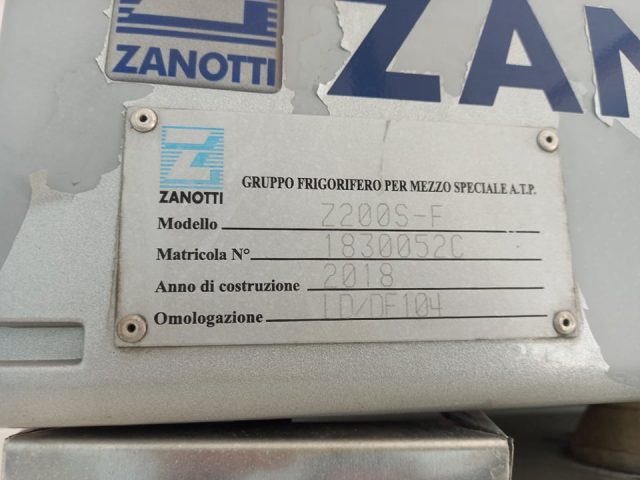 ZANOTTI
ZAN
ZANOTTI
GRUPPO FRIGORIFERO PER MEZZO SPECIALE A.T.P.
Modello Z200S-F
Matricola N° 1830052C
Anno di costruzione 2018
Omologazione LD/DF104